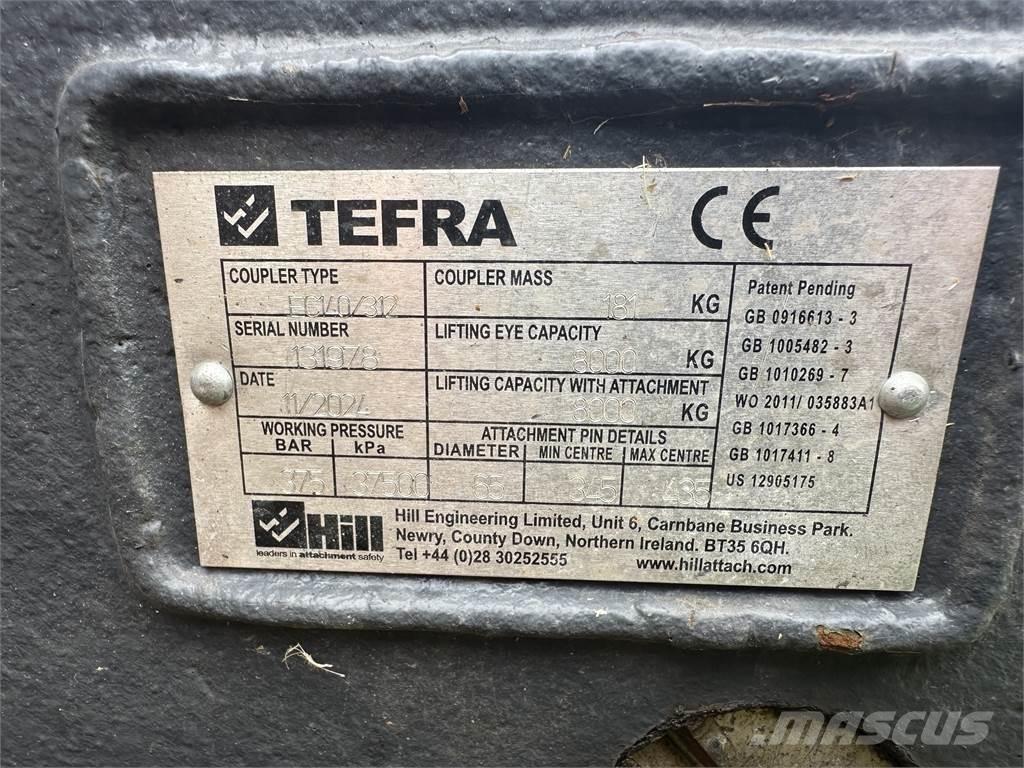 TEFRA CE
COUPLER TYPE COUPLER MASS Patent Pending
EC140/312 181 KG
GB 0916613 - 3
SERIAL NUMBER LIFTING EYE CAPACITY GB 1005482 - 3
131978 8000 KG
GB 1010269 - 7
DATE LIFTING CAPACITY WITH ATTACHMENT WO 2011/ 035883A1
11/2024 8000 KG
GB 1017366 - 4
WORKING PRESSURE ATTACHMENT PIN DETAILS
BAR kPa DIAMETER MIN CENTRE MAX CENTRE GB 1017411 - 8
375 37500 345 435 US 12905175
Hill
leaders in attachment safety
Hill Engineering Limited, Unit 6, Carnbane Business Park.
Newry, County Down, Northern Ireland. BT35 6QH.
Tel +44 (0)28 30252555 www.hillattach.com
MASCUS